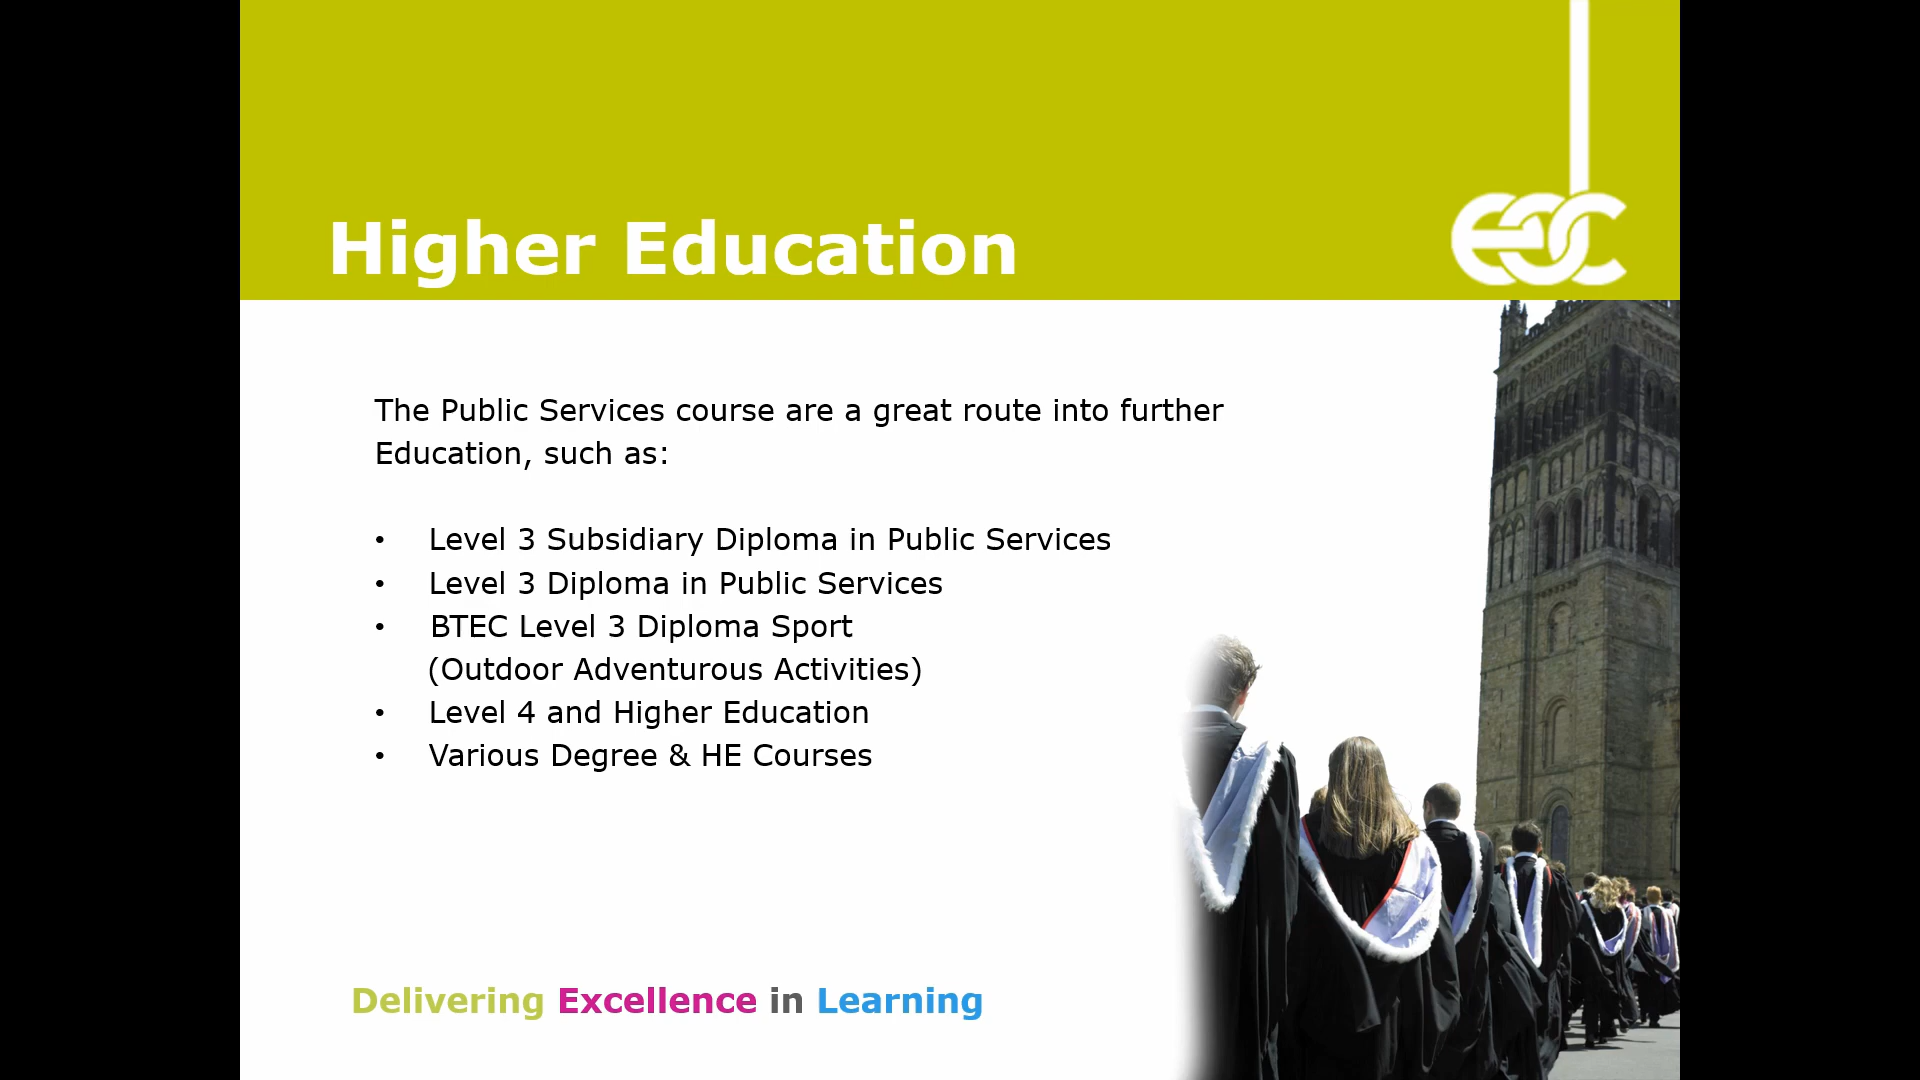 Higher Education
edc
The Public Services course are a great route into further
Education, such as:
• Level 3 Subsidiary Diploma in Public Services
• Level 3 Diploma in Public Services
• BTEC Level 3 Diploma Sport
(Outdoor Adventurous Activities)
• Level 4 and Higher Education
• Various Degree & HE Courses
Delivering Excellence in Learning